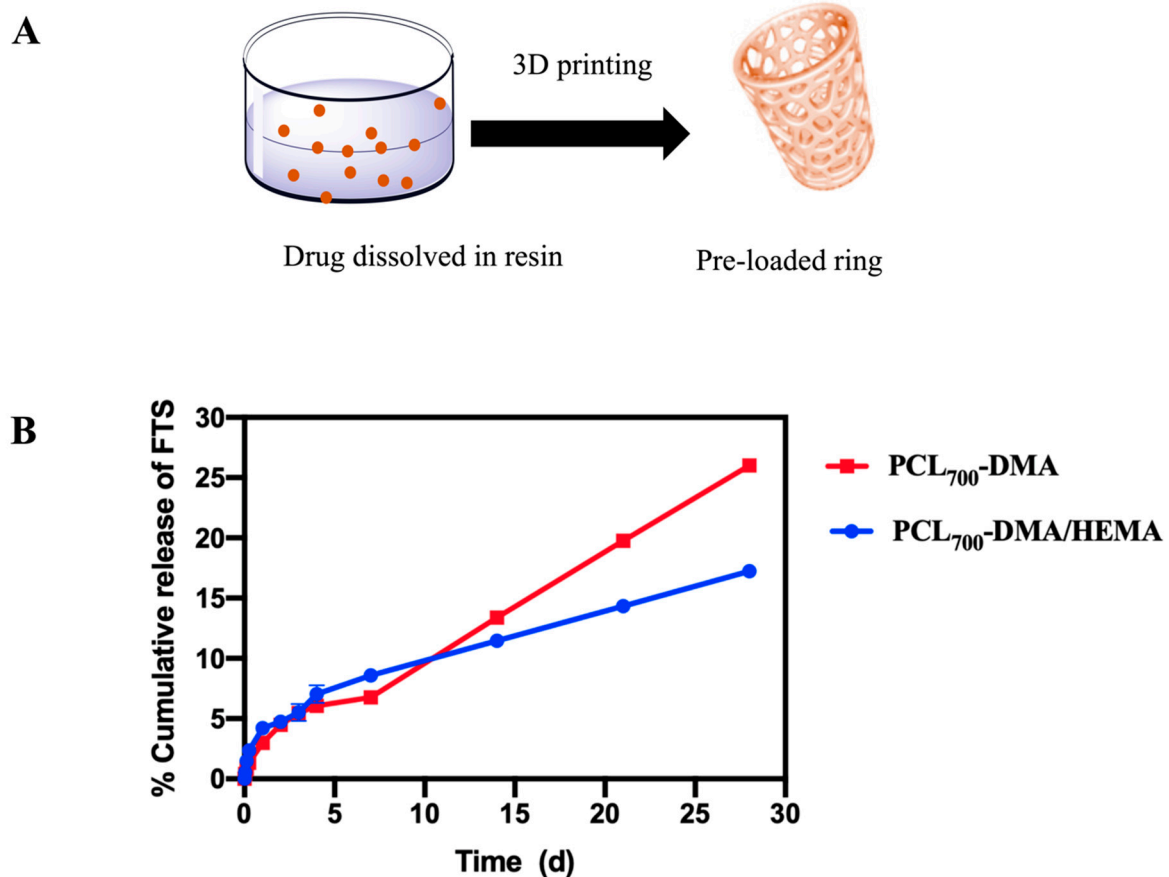 A
3D printing
Drug dissolved in resin
Pre-loaded ring
B
% Cumulative release of FTS
30
25
20
15
10
5
0
0 5 10 15 20 25 30
Time (d)
PCL₇₀₀-DMA
PCL₇₀₀-DMA/HEMA